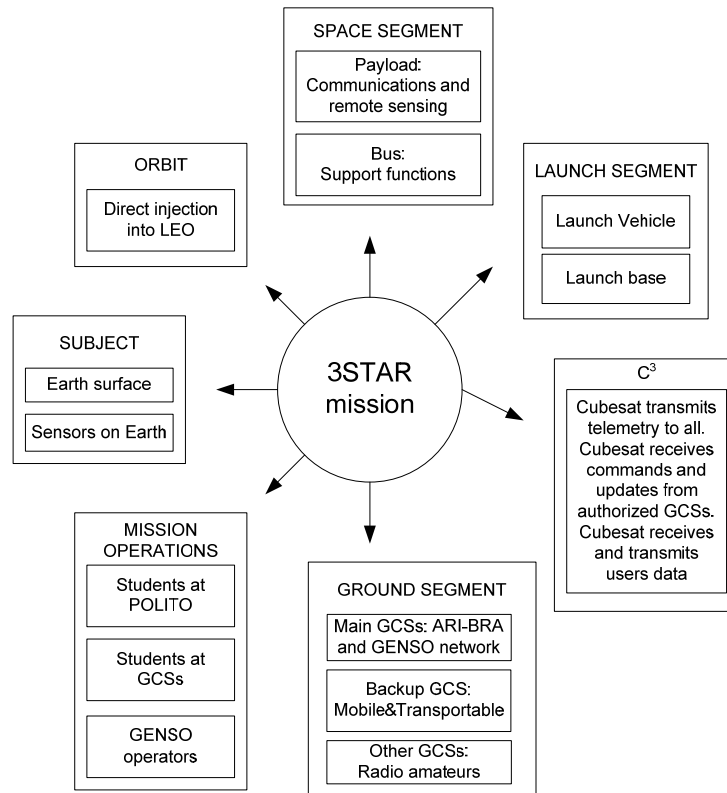 SPACE SEGMENT
Payload:
Communications and
remote sensing
Bus:
Support functions
ORBIT
Direct injection
into LEO
LAUNCH SEGMENT
Launch Vehicle
Launch base
SUBJECT
Earth surface
Sensors on Earth
3STAR
mission
C³
Cubesat transmits
telemetry to all.
Cubesat receives
commands and
updates from
authorized GCSs.
Cubesat receives
and transmits
users data
MISSION
OPERATIONS
Students at
POLITO
Students at
GCSs
GENSO
operators
GROUND SEGMENT
Main GCSs: ARI-BRA
and GENSO network
Backup GCS:
Mobile&Transportable
Other GCSs:
Radio amateurs